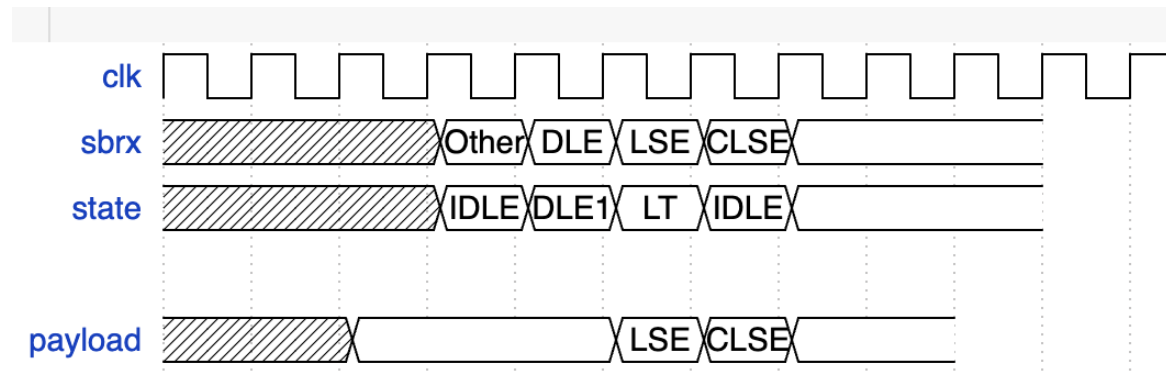 clk
sbrx Other DLE LSE CLSE
state IDLE DLE1 LT IDLE
payload LSE CLSE